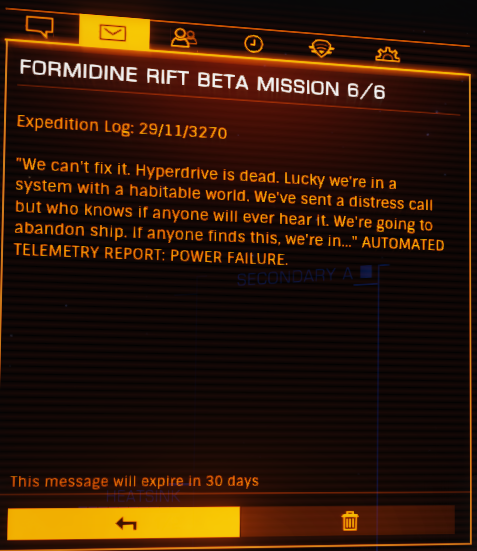 FORMIDINE RIFT BETA MISSION 6/6
Expedition Log: 29/11/3270
"We can't fix it. Hyperdrive is dead. Lucky we're in a
system with a habitable world. We've sent a distress call
but who knows if anyone will ever hear it. We're going to
abandon ship. If anyone finds this, we're in..." AUTOMATED
TELEMETRY REPORT: POWER FAILURE.
SECONDARY A
This message will expire in 30 days
HEATSINK